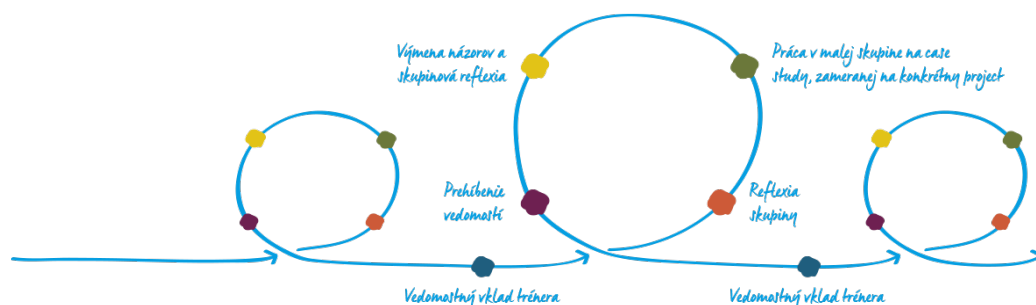 Výmena názorov a
skupinová reflexia
Práca v malej skupine na case
study, zameranej na konkrétny project
Prehíbenie
vedomostí
Reflexia
skupiny
Vedomostný vklad trénera
Vedomostný vklad trénera